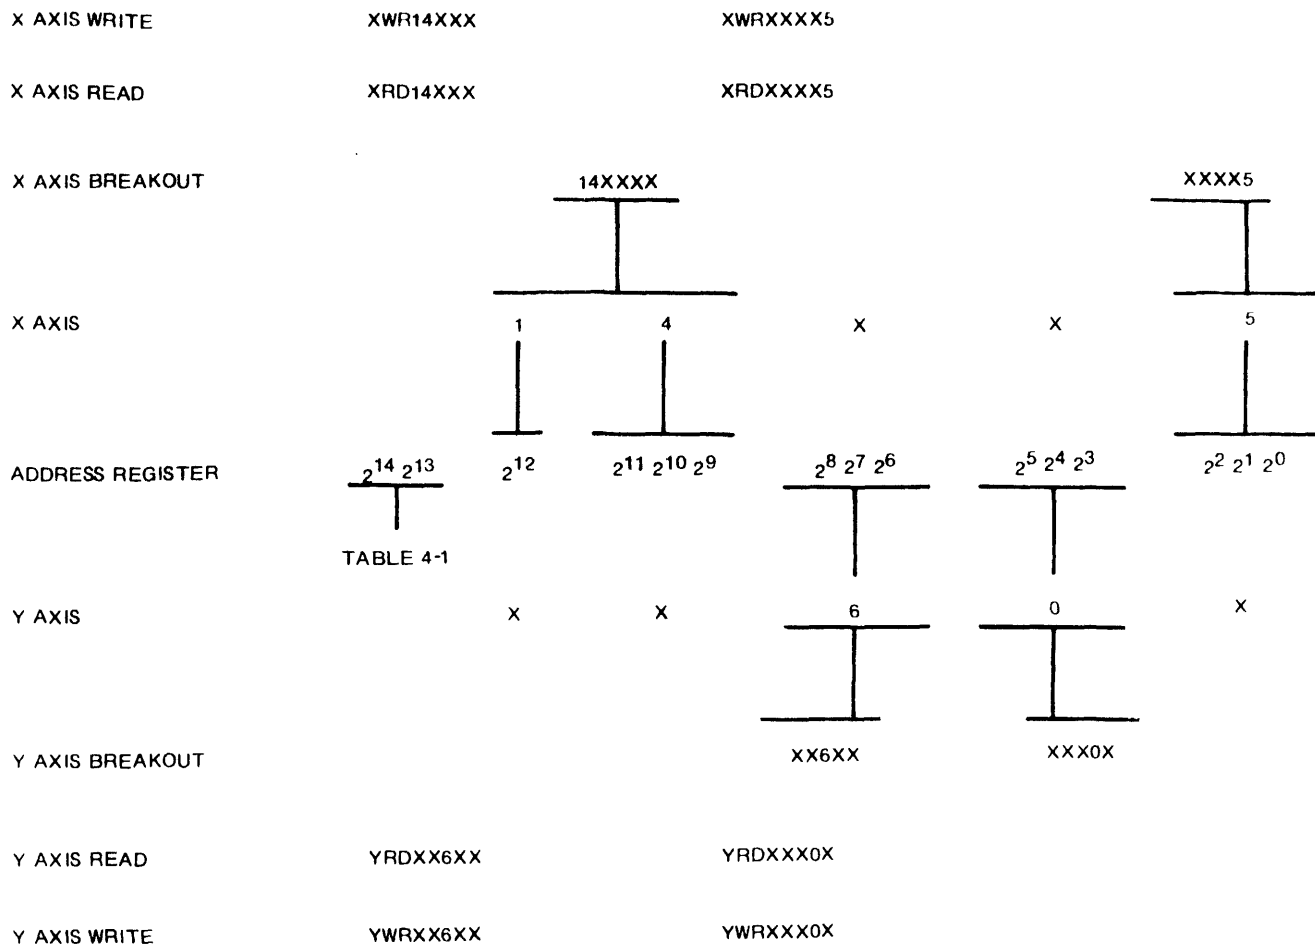 X AXIS WRITE XWR14XXX XWRXXXX5
X AXIS READ XRD14XXX XRDXXXX5
X AXIS BREAKOUT 14XXXX XXXX5
X AXIS 1 4 X X 5
ADDRESS REGISTER 2^14 2^13 2^12 2^11 2^10 2^9 2^8 2^7 2^6 2^5 2^4 2^3 2^2 2^1 2^0
TABLE 4-1
Y AXIS X X 6 0 X
Y AXIS BREAKOUT XX6XX XXX0X
Y AXIS READ YRDXX6XX YRDXXX0X
Y AXIS WRITE YWRXX6XX YWRXXX0X